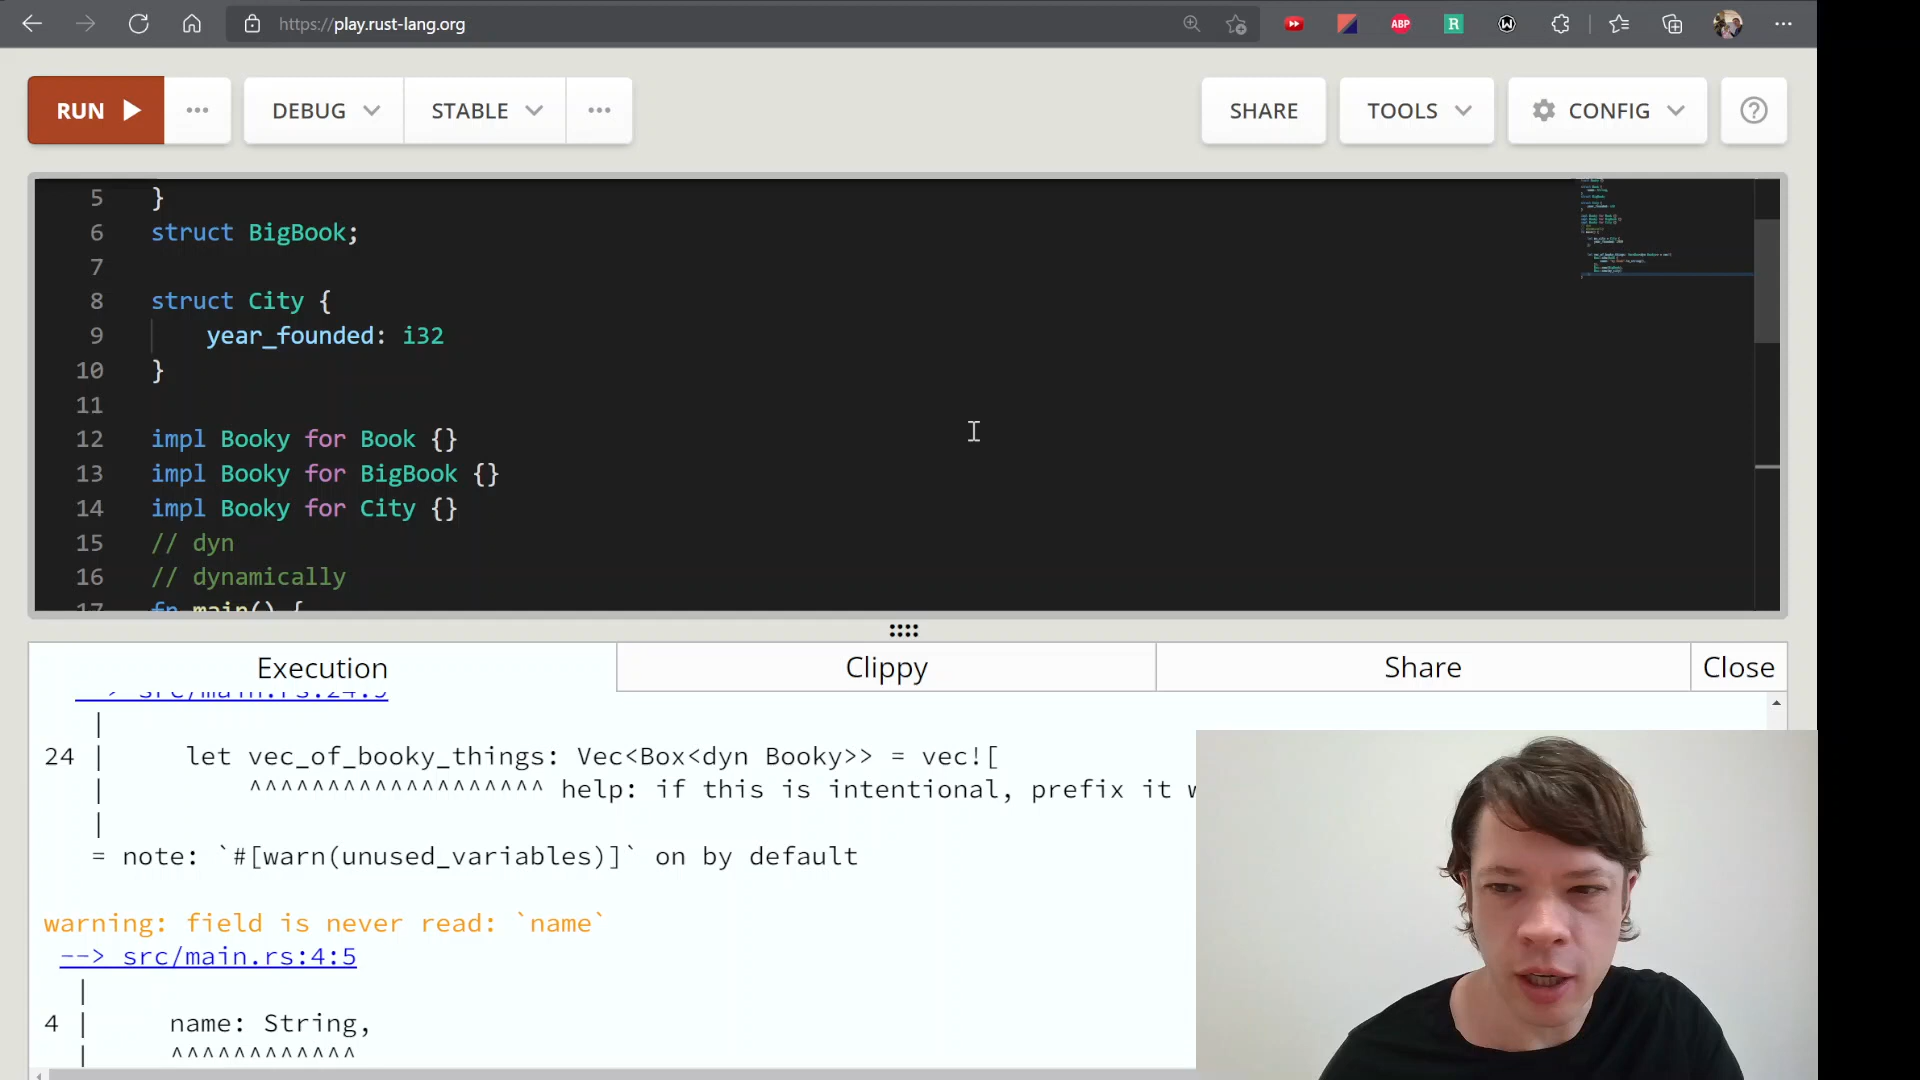 https://play.rust-lang.org
ABP
R
RUN
DEBUG
STABLE
SHARE
TOOLS
CONFIG
5 }
6 struct BigBook;
7
8 struct City {
9 year_founded: i32
10 }
11
12 impl Booky for Book {}
13 impl Booky for BigBook {}
14 impl Booky for City {}
15 // dyn
16 // dynamically
17 fn main() {
Execution
Clippy
Share
Close
--> src/main.rs:24:9
|
24 | let vec_of_booky_things: Vec<Box<dyn Booky>> = vec![
| ^^^^^^^^^^^^^^^^^^^ help: if this is intentional, prefix it w
|
= note: `#[warn(unused_variables)]` on by default
warning: field is never read: `name`
--> src/main.rs:4:5
|
4 | name: String,
| ^^^^^^^^^^^^